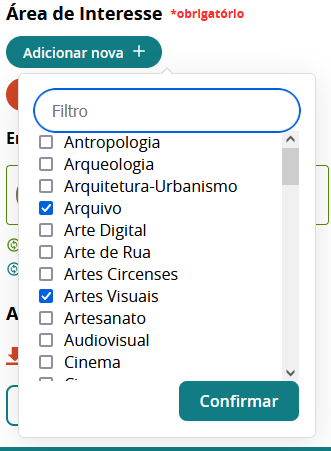 Área de Interesse *obrigatório
Adicionar nova +
Filtro
Antropologia
Arqueologia
Arquitetura-Urbanismo
Arquivo
Arte Digital
Arte de Rua
Artes Circenses
Artes Visuais
Artesanato
Audiovisual
Cinema
Confirmar